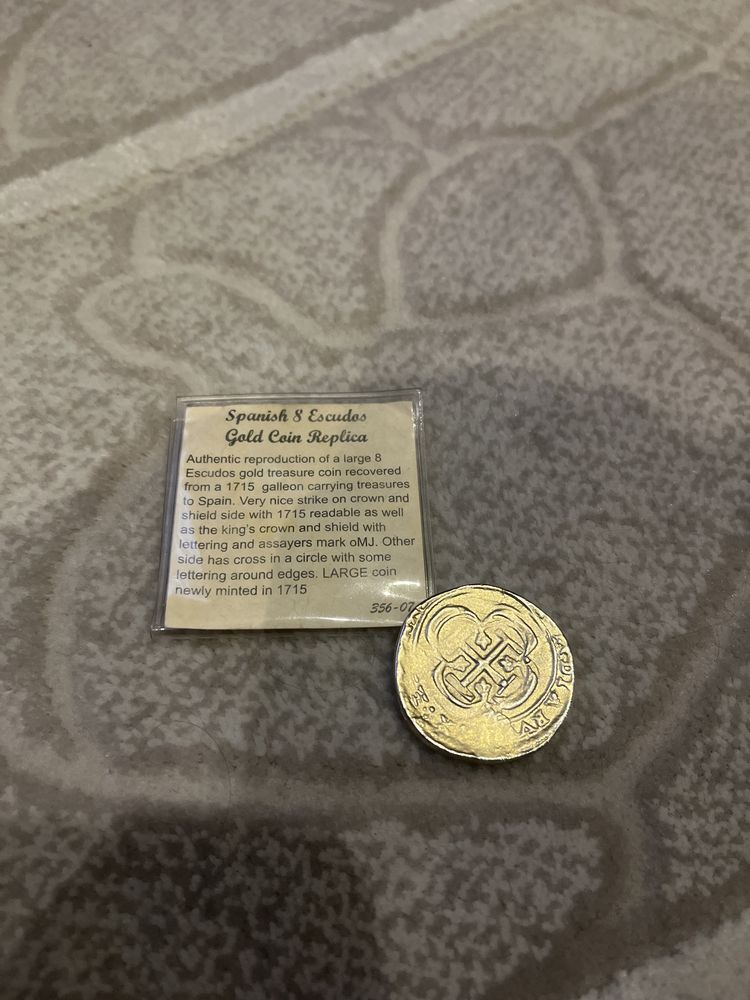 Spanish 8 Escudos
Gold Coin Replica
Authentic reproduction of a large 8
Escudos gold treasure coin recovered
from a 1715 galleon carrying treasures
to Spain. Very nice strike on crown and
shield side with 1715 readable as well
as the king's crown and shield with
lettering and assayers mark oMJ. Other
side has cross in a circle with some
lettering around edges. LARGE coin
newly minted in 1715